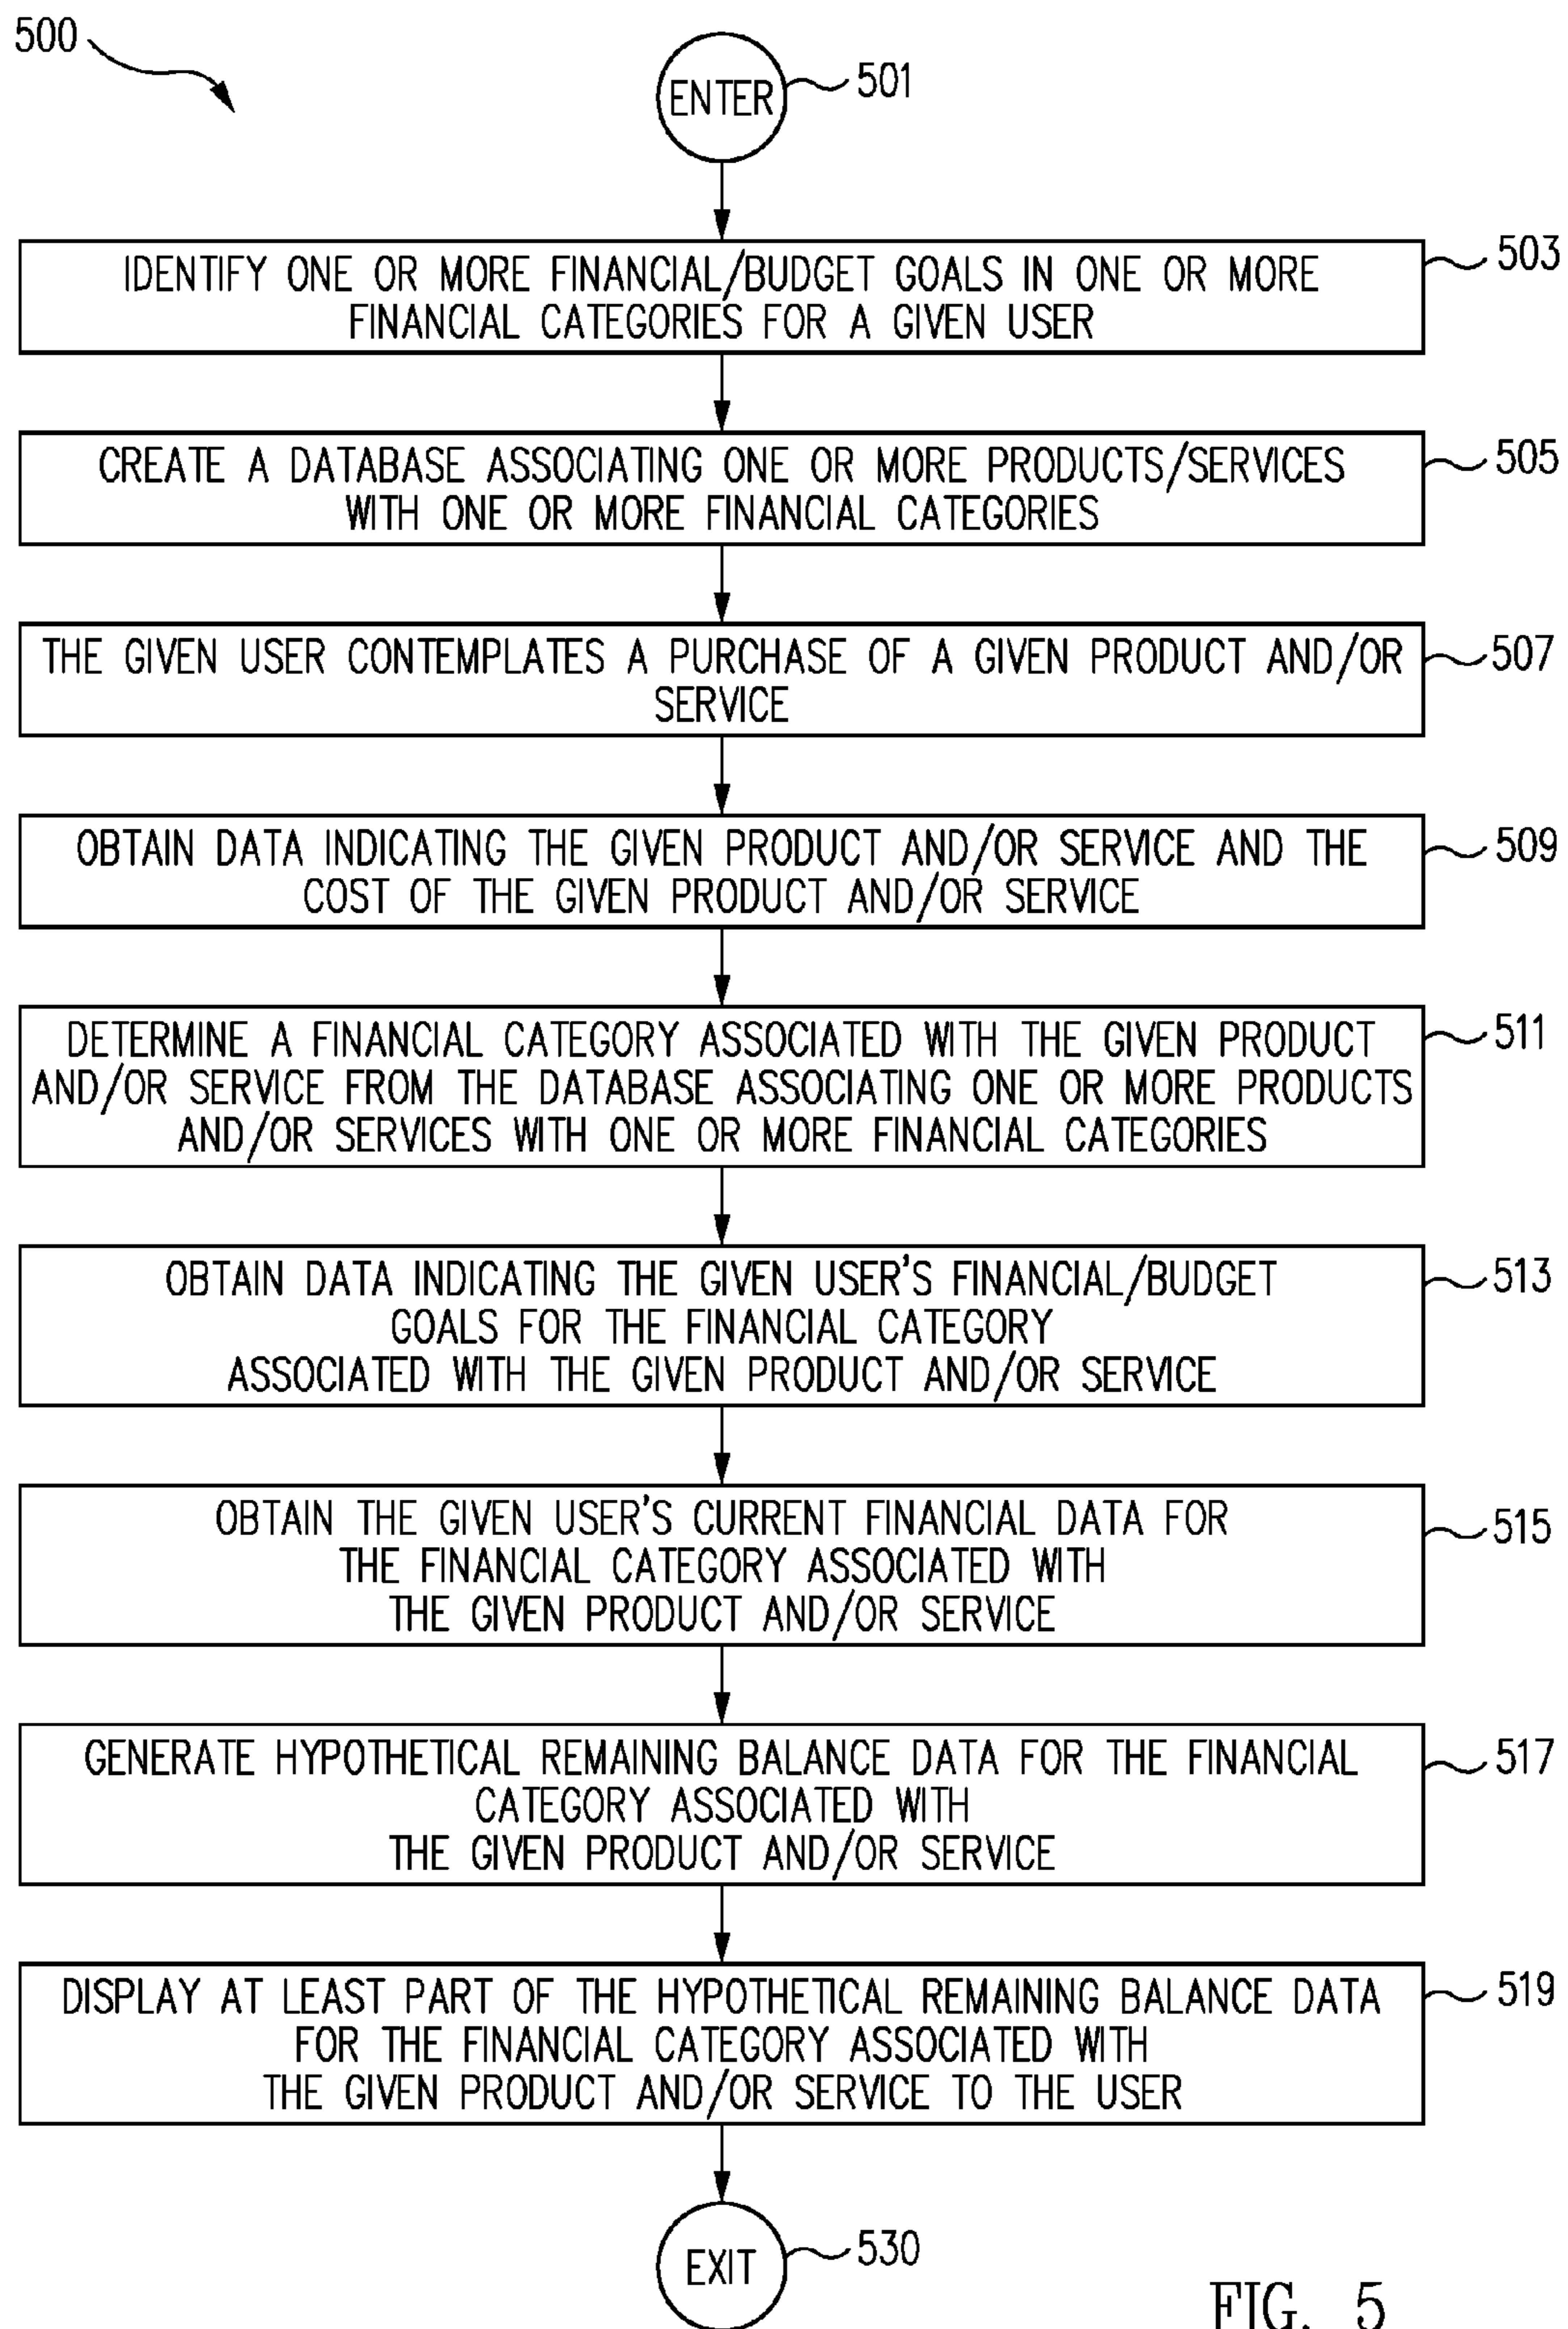 500
ENTER
501
IDENTIFY ONE OR MORE FINANCIAL/BUDGET GOALS IN ONE OR MORE
FINANCIAL CATEGORIES FOR A GIVEN USER
503
CREATE A DATABASE ASSOCIATING ONE OR MORE PRODUCTS/SERVICES
WITH ONE OR MORE FINANCIAL CATEGORIES
505
THE GIVEN USER CONTEMPLATES A PURCHASE OF A GIVEN PRODUCT AND/OR
SERVICE
507
OBTAIN DATA INDICATING THE GIVEN PRODUCT AND/OR SERVICE AND THE
COST OF THE GIVEN PRODUCT AND/OR SERVICE
509
DETERMINE A FINANCIAL CATEGORY ASSOCIATED WITH THE GIVEN PRODUCT
AND/OR SERVICE FROM THE DATABASE ASSOCIATING ONE OR MORE PRODUCTS
AND/OR SERVICES WITH ONE OR MORE FINANCIAL CATEGORIES
511
OBTAIN DATA INDICATING THE GIVEN USER'S FINANCIAL/BUDGET
GOALS FOR THE FINANCIAL CATEGORY
ASSOCIATED WITH THE GIVEN PRODUCT AND/OR SERVICE
513
OBTAIN THE GIVEN USER'S CURRENT FINANCIAL DATA FOR
THE FINANCIAL CATEGORY ASSOCIATED WITH
THE GIVEN PRODUCT AND/OR SERVICE
515
GENERATE HYPOTHETICAL REMAINING BALANCE DATA FOR THE FINANCIAL
CATEGORY ASSOCIATED WITH
THE GIVEN PRODUCT AND/OR SERVICE
517
DISPLAY AT LEAST PART OF THE HYPOTHETICAL REMAINING BALANCE DATA
FOR THE FINANCIAL CATEGORY ASSOCIATED WITH
THE GIVEN PRODUCT AND/OR SERVICE TO THE USER
519
EXIT
530
FIG. 5